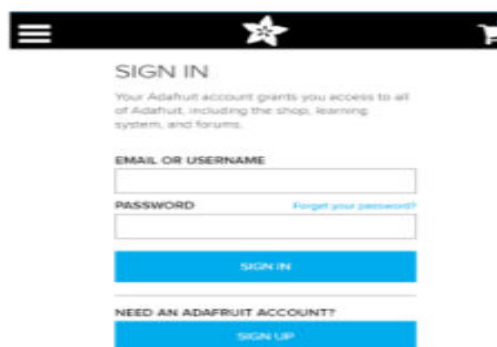 SIGN IN
Your Adafruit account grants you access to all
of Adafruit, including the shop, learning
system, and forums.
EMAIL OR USERNAME
PASSWORD Forget your password?
SIGN IN
NEED AN ADAFRUIT ACCOUNT?
SIGN UP